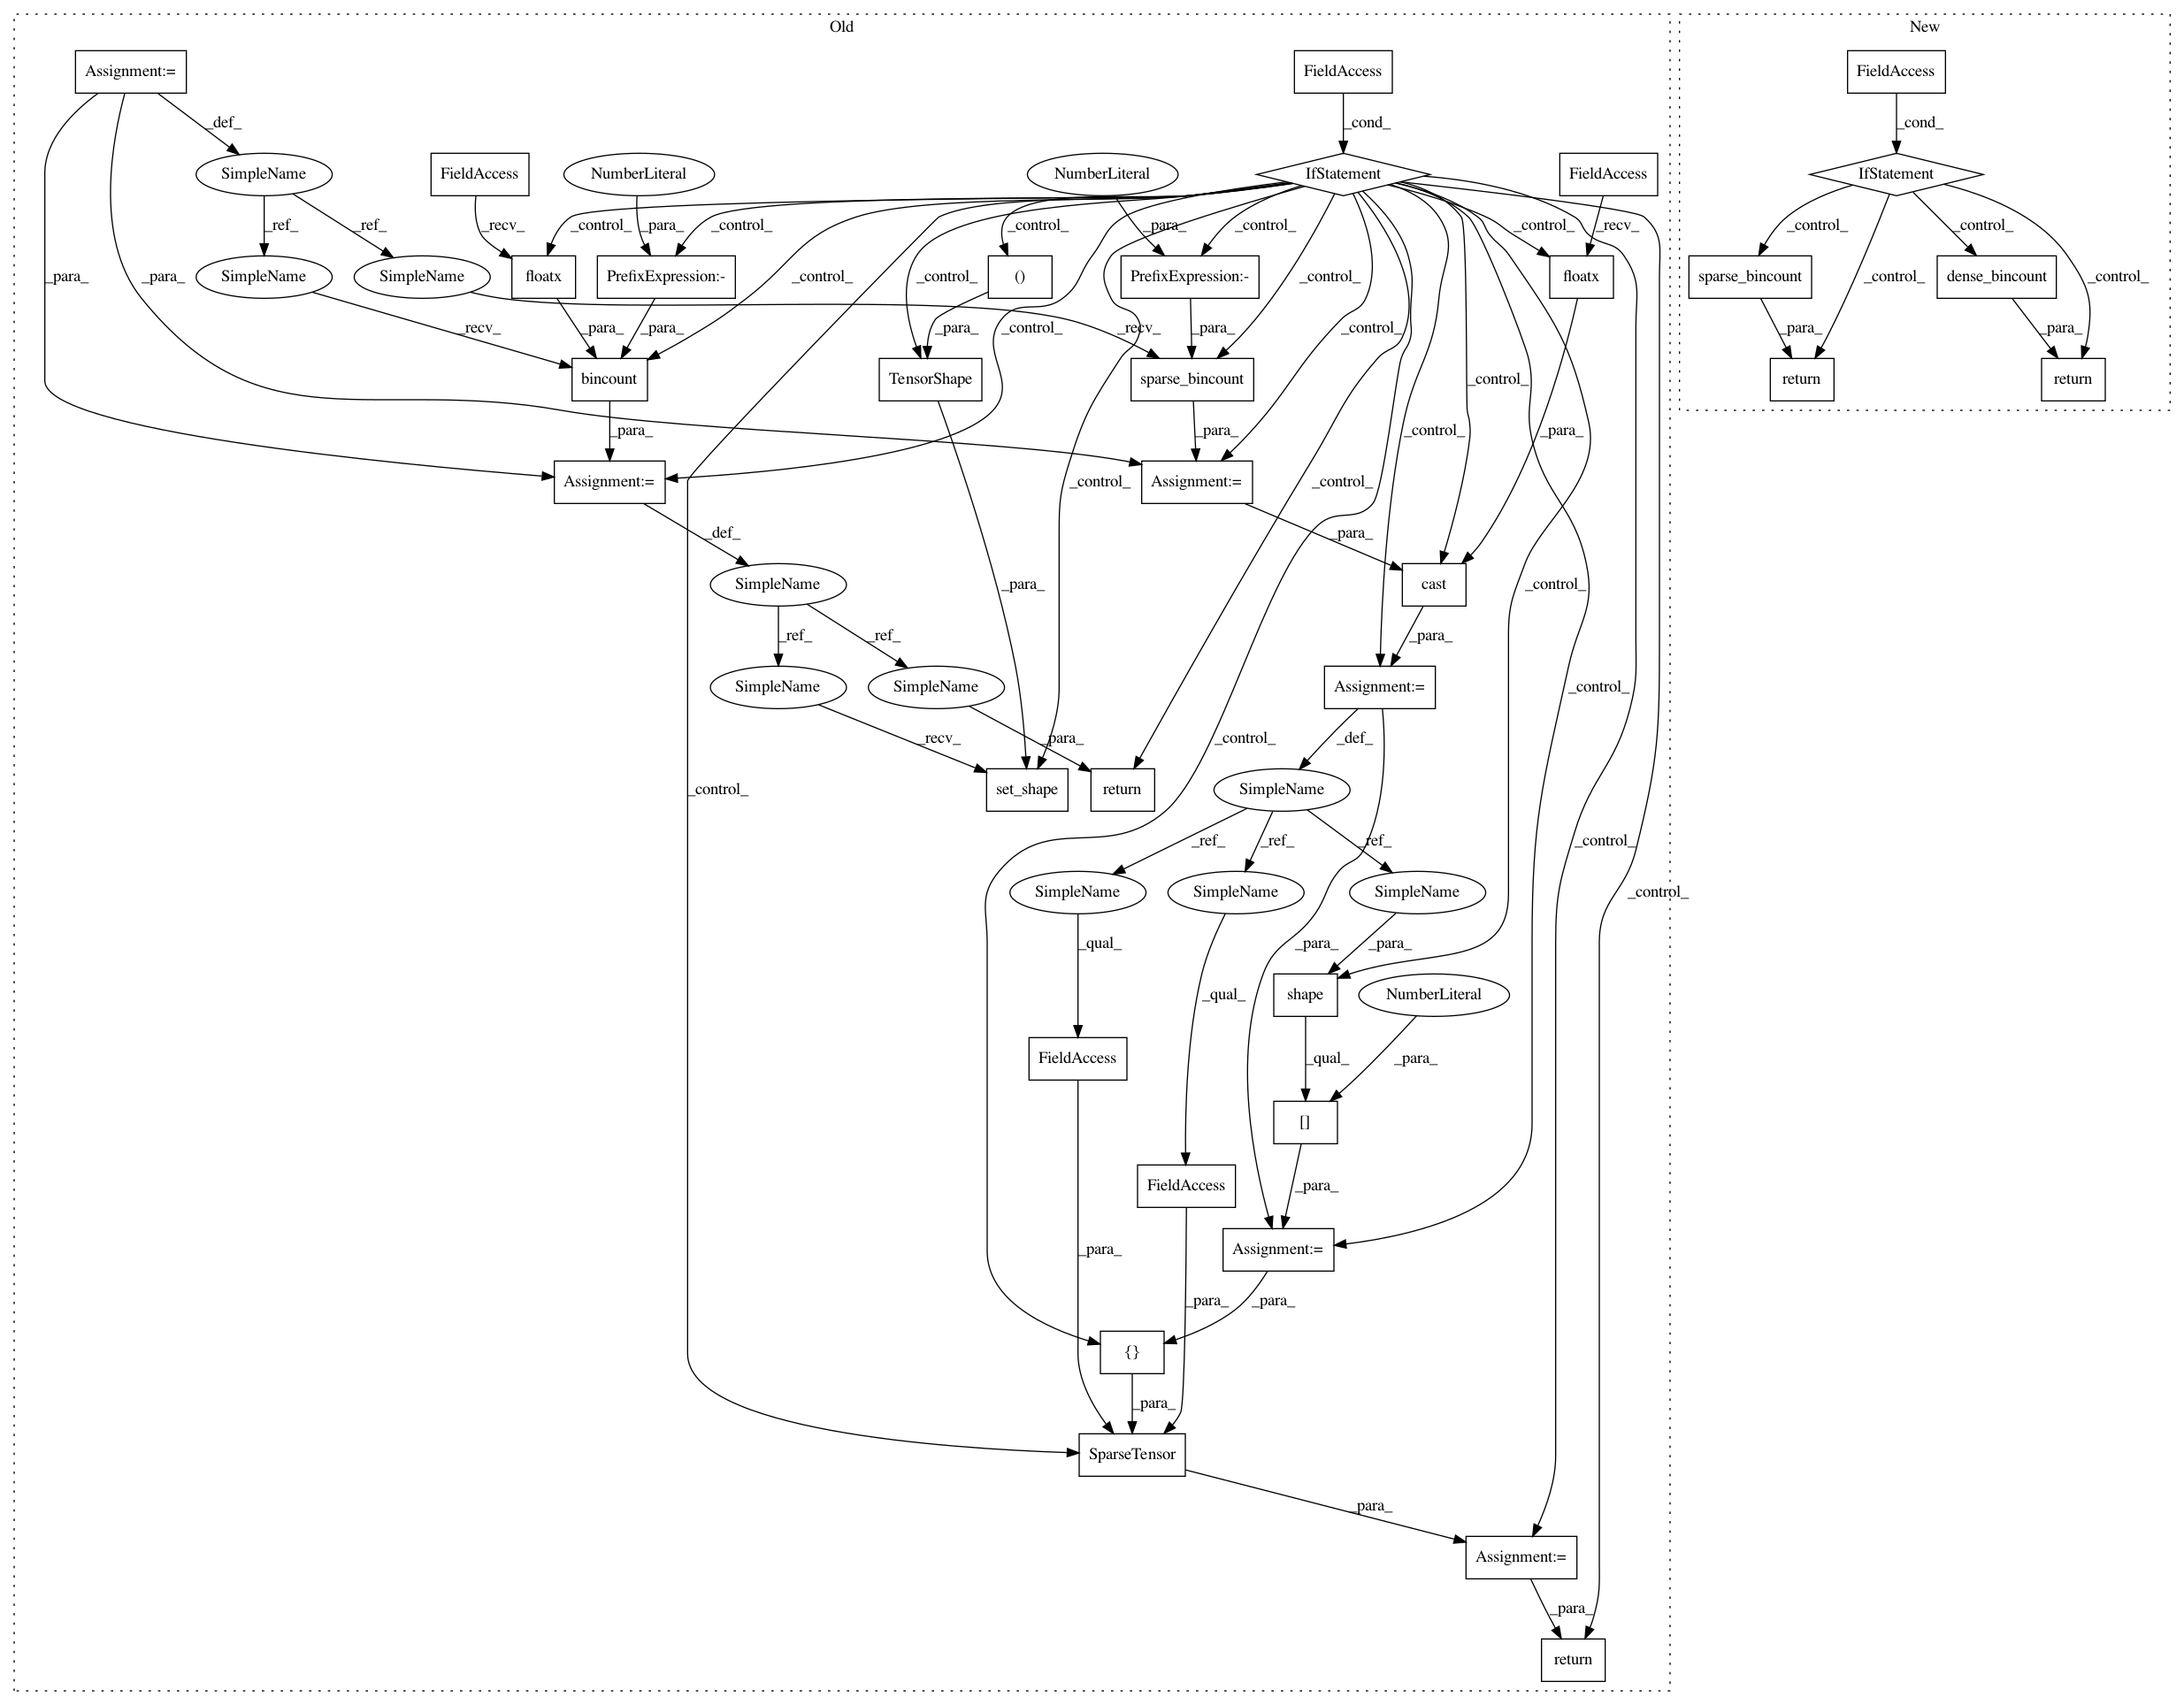 Old
New
Assignment:=
FieldAccess
FieldAccess
_def_
_cond_
_cond_
SimpleName
FieldAccess
NumberLiteral
NumberLiteral
IfStatement
FieldAccess
IfStatement
_ref_
_ref_
_recv_
_para_
_control_
_control_
_control_
_control_
_para_
_control_
_control_
_recv_
_control_
_control_
_para_
_para_
SimpleName
SimpleName
floatx
PrefixExpression:-
_control_
_control_
()
PrefixExpression:-
_control_
floatx
sparse_bincount
_control_
dense_bincount
_control_
_recv_
_para_
_para_
_control_
_para_
_recv_
_para_
_control_
_para_
_para_
bincount
TensorShape
sparse_bincount
_control_
return
return
_para_
_para_
_control_
_para_
Assignment:=
_control_
Assignment:=
_control_
_def_
_para_
SimpleName
_para_
cast
_control_
_ref_
_ref_
_para_
SimpleName
SimpleName
Assignment:=
_control_
_recv_
_para_
_control_
_def_
_control_
set_shape
return
SimpleName
_ref_
_ref_
_ref_
_control_
SimpleName
SimpleName
SimpleName
_control_
_qual_
_para_
_para_
_qual_
shape
NumberLiteral
FieldAccess
_qual_
_para_
[]
FieldAccess
_para_
_para_
Assignment:=
_para_
_para_
{}
_para_
SparseTensor
_para_
Assignment:=
_para_
return